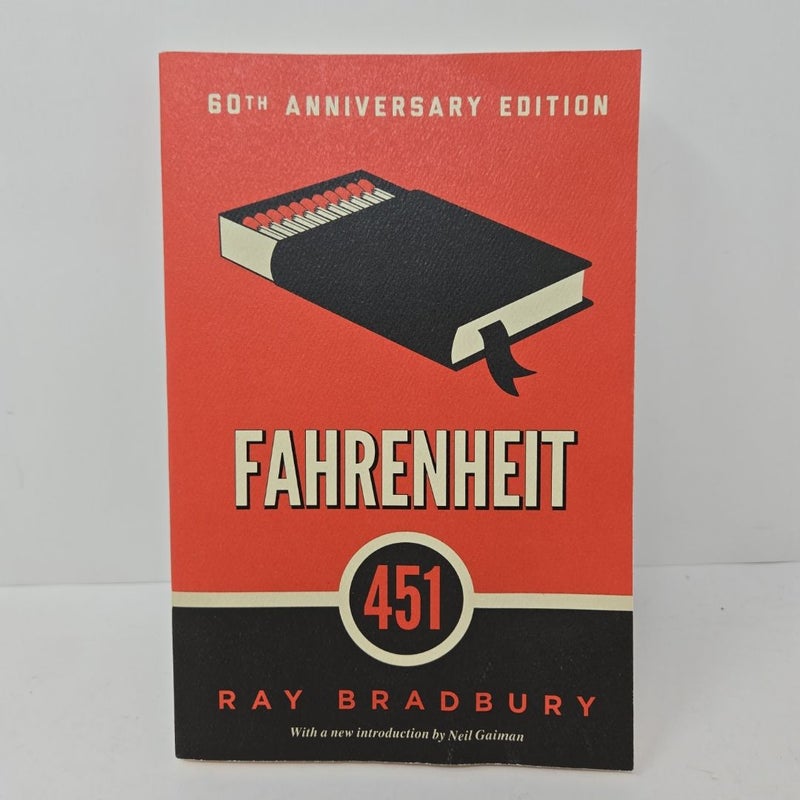 60TH ANNIVERSARY EDITION
FAHRENHEIT
451
RAY BRADBURY
With a new introduction by Neil Gaiman